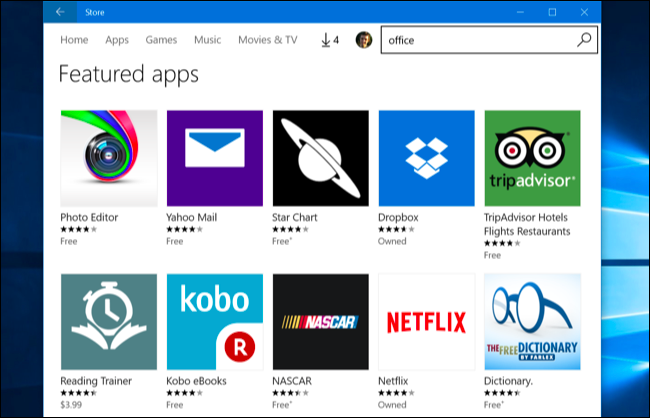 Store
Home Apps Games Music Movies & TV 4 office
Featured apps
tripadvisor®
Photo Editor
Free
Yahoo Mail
Free
Star Chart
Free*
Dropbox
Owned
TripAdvisor Hotels
Flights Restaurants
Free
kobo
R
NASCAR
NETFLIX
THE FREE DICTIONARY
BY FARLEX
Reading Trainer
$3.99
Kobo eBooks
Free
NASCAR
Free*
Netflix
Owned
Dictionary.
Free*